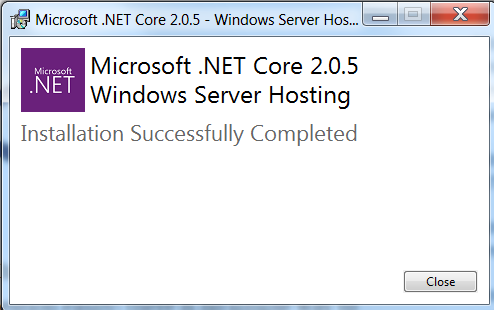 Microsoft .NET Core 2.0.5 - Windows Server Hos...
Microsoft
.NET
Microsoft .NET Core 2.0.5
Windows Server Hosting
Installation Successfully Completed
Close